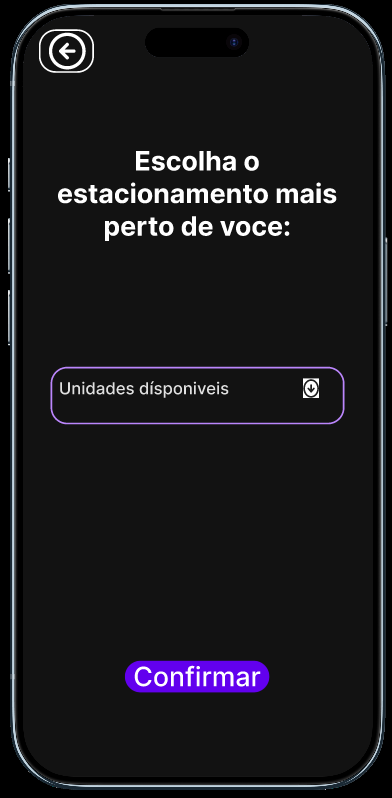 Escolha o
estacionamento mais
perto de voce:
Unidades dísponiveis
Confirmar